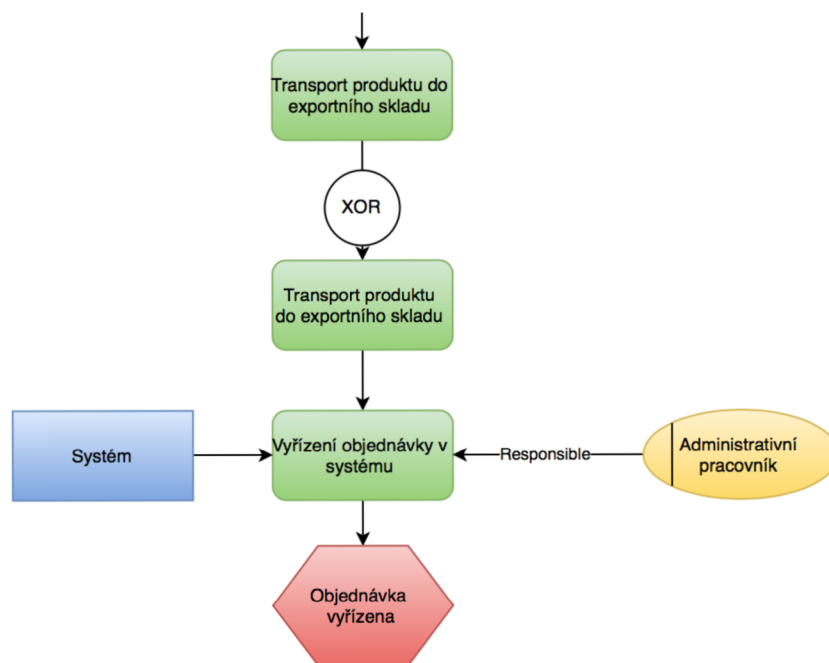 Transport produktu do
exportního skladu
XOR
Transport produktu
do exportního skladu
Systém
Vyřízení objednávky v
systému
Responsible
Administrativní
pracovník
Objednávka
vyřízena